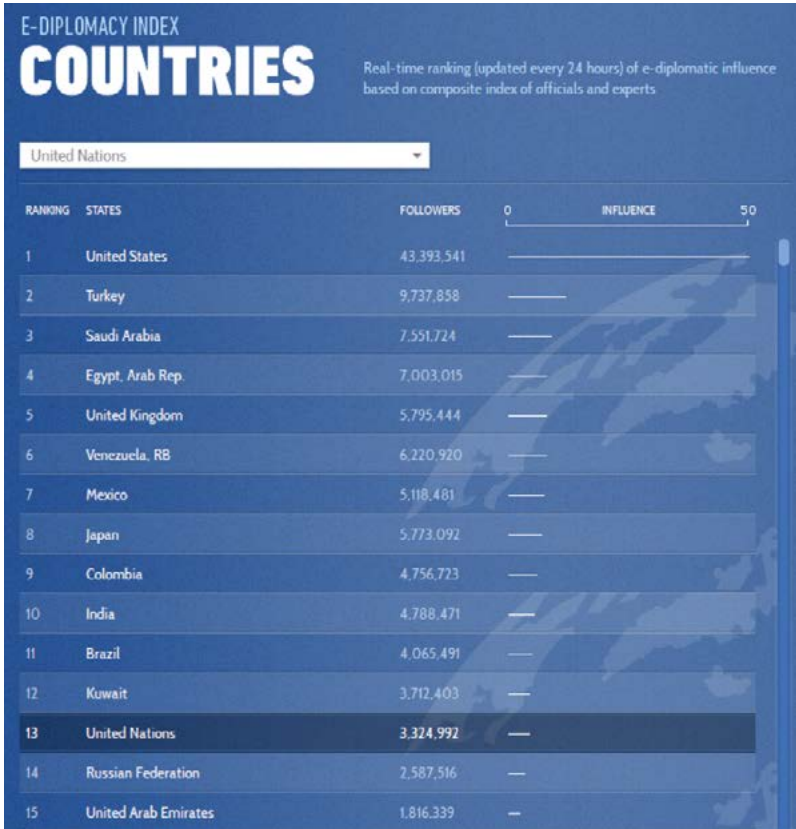 E-DIPLOMACY INDEX
COUNTRIES
Real-time ranking (updated every 24 hours) of e-diplomatic influence
based on composite index of officials and experts
United Nations
RANKING STATES FOLLOWERS 0 INFLUENCE 50
1 United States 43,393,541
2 Turkey 9,737,858
3 Saudi Arabia 7,551,724
4 Egypt, Arab Rep. 7,003,015
5 United Kingdom 5,795,444
6 Venezuela, RB 6,220,920
7 Mexico 5,118,481
8 Japan 5,773,092
9 Colombia 4,756,723
10 India 4,788,471
11 Brazil 4,065,491
12 Kuwait 3,712,403
13 United Nations 3,324,992
14 Russian Federation 2,587,516
15 United Arab Emirates 1,816,339